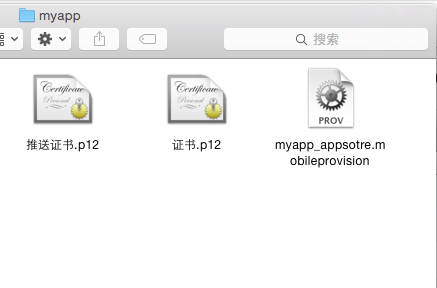 myapp
搜索
Certificate
Personal
Certificate
Personal
PROV
推送证书.p12
证书.p12
myapp_appsotre.m
obileprovision